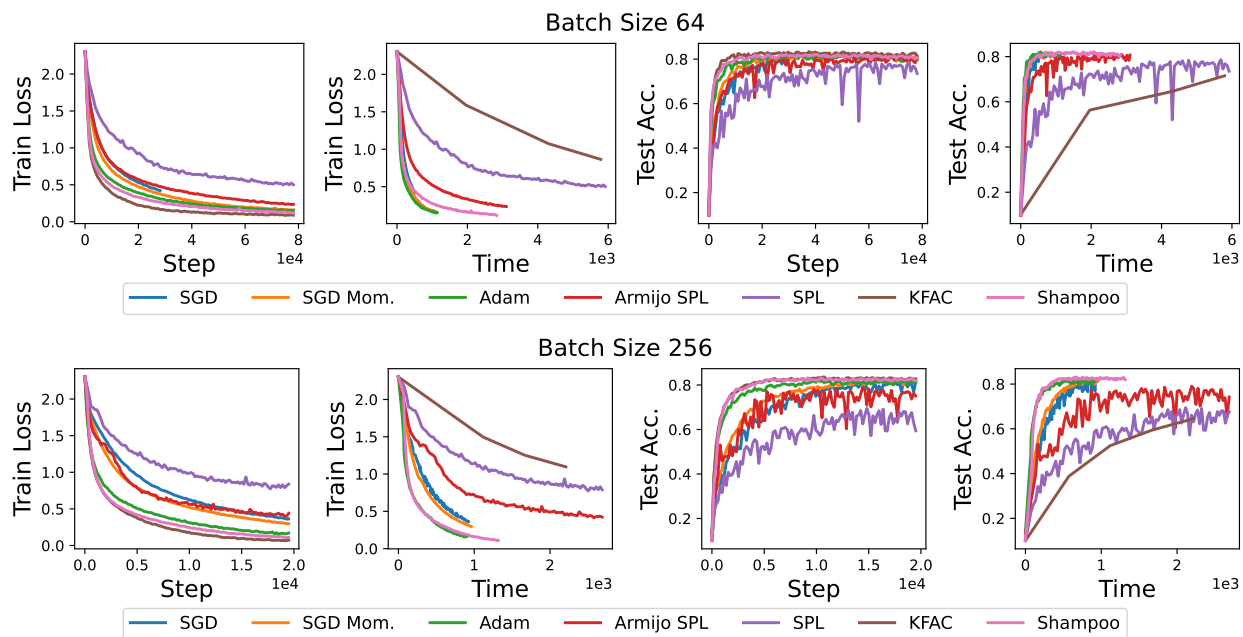 Batch Size 64
2.0
1.5
1.0
0.5
0.0
Train Loss
0 2 4 6 8
1e4
Step
2.0
1.5
1.0
0.5
Train Loss
0 2 4 6
1e3
Time
0.8
0.6
0.4
0.2
Test Acc.
0 2 4 6 8
1e4
Step
0.8
0.6
0.4
0.2
Test Acc.
0 2 4 6
1e3
Time
SGD SGD Mom. Adam Armijo SPL SPL KFAC Shampoo
Batch Size 256
2.0
1.5
1.0
0.5
0.0
Train Loss
0.0 0.5 1.0 1.5 2.0
1e4
Step
2.0
1.5
1.0
0.5
0.0
Train Loss
0 1 2
1e3
Time
0.8
0.6
0.4
0.2
Test Acc.
0.0 0.5 1.0 1.5 2.0
1e4
Step
0.8
0.6
0.4
0.2
Test Acc.
0 1 2
1e3
Time
SGD SGD Mom. Adam Armijo SPL SPL KFAC Shampoo